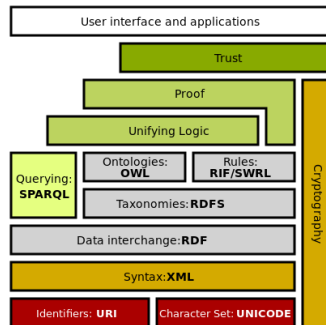 User interface and applications
Trust
Proof
Unifying Logic
Querying:
SPARQL
Ontologies:
OWL
Rules:
RIF/SWRL
Taxonomies:RDFS
Data interchange:RDF
Syntax:XML
Identifiers: URI
Character Set:UNICODE
Cryptography